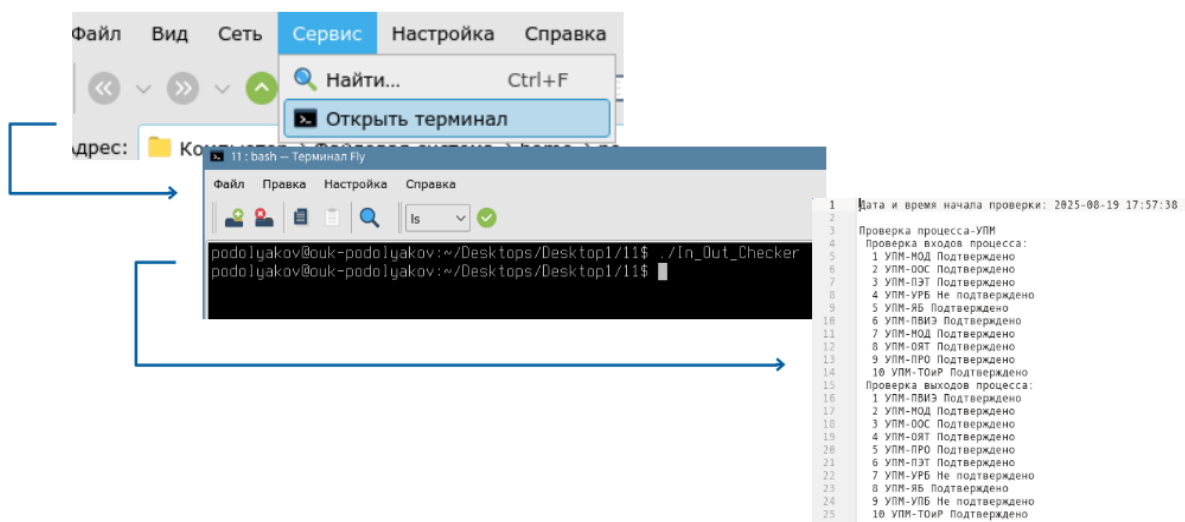 Файл Вид Сеть Сервис Настройка Справка
Найти... Ctrl+F
Открыть терминал
Адрес:
11 : bash — Терминал Fly
Файл Правка Настройка Справка
ls
podolyakov@ouk-podolyakov:~/Desktops/Desktop1/11$ ./In_Out_Checker
podolyakov@ouk-podolyakov:~/Desktops/Desktop1/11$
1 Дата и время начала проверки: 2025-08-19 17:57:38
2
3 Проверка процесса-УПМ
4 Проверка входов процесса:
5 1 УПМ-МОД Подтверждено
6 2 УПМ-ООС Подтверждено
7 3 УПМ-ПЭТ Подтверждено
8 4 УПМ-УРБ Не подтверждено
9 5 УПМ-ЯБ Подтверждено
10 6 УПМ-ПВИЭ Подтверждено
11 7 УПМ-МОД Подтверждено
12 8 УПМ-ОЯТ Подтверждено
13 9 УПМ-ПРО Подтверждено
14 10 УПМ-ТОиР Подтверждено
15 Проверка выходов процесса:
16 1 УПМ-ПВИЭ Подтверждено
17 2 УПМ-МОД Подтверждено
18 3 УПМ-ООС Подтверждено
19 4 УПМ-ОЯТ Подтверждено
20 5 УПМ-ПРО Подтверждено
21 6 УПМ-ПЭТ Подтверждено
22 7 УПМ-УРБ Не подтверждено
23 8 УПМ-ЯБ Подтверждено
24 9 УПМ-УПБ Не подтверждено
25 10 УПМ-ТОиР Подтверждено